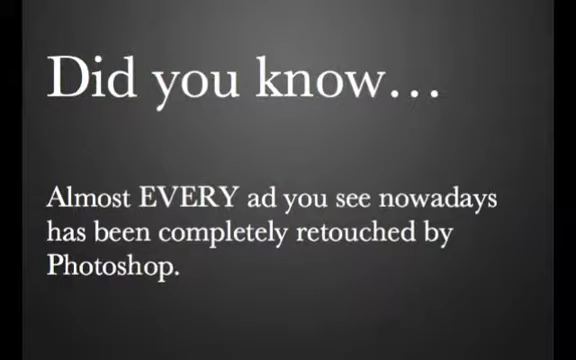 Did you know…
Almost EVERY ad you see nowadays
has been completely retouched by
Photoshop.